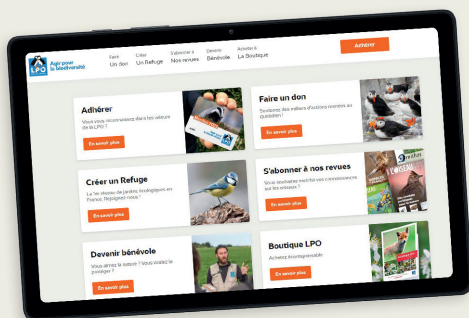 LPO
Agir pour
la biodiversité
Faire
Un don
Créer
Un Refuge
S'abonner à
Nos revues
Devenir
Bénévole
Acheter à
La Boutique
Adhérer
Adhérer
Vous vous reconnaissez dans les valeurs
de la LPO ?
En savoir plus
Faire un don
Soutenez des milliers d'actions menées au
quotidien !
En savoir plus
Créer un Refuge
Le 1er réseau de jardins écologiques en
France. Rejoignez-nous !
En savoir plus
S'abonner à nos revues
Vous souhaitez enrichir vos connaissances
sur les oiseaux ?
En savoir plus
L'OISEAU
Devenir bénévole
Vous aimez la nature ? Vous voulez la
protéger ?
En savoir plus
Boutique LPO
Achetez écoresponsable
En savoir plus